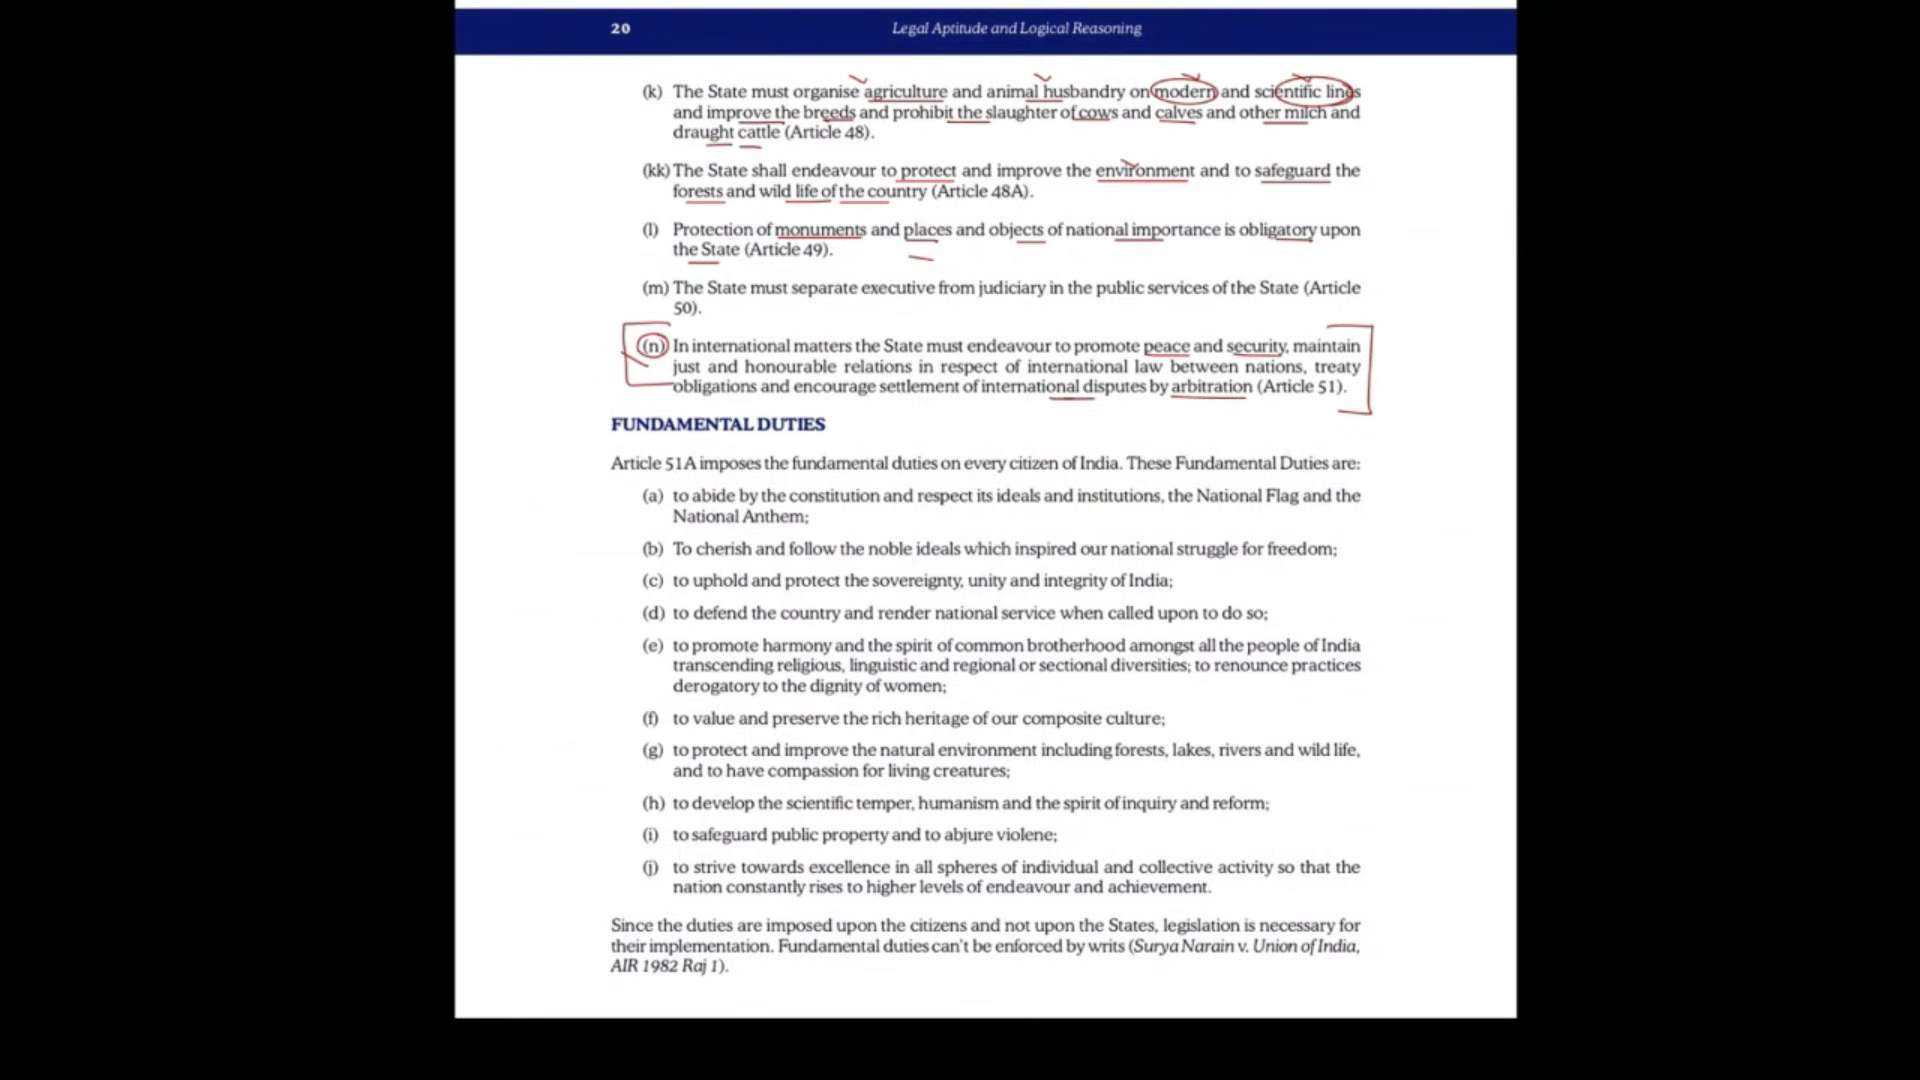 20
Legal Aptitude and Logical Reasoning
(k) The State must organise agriculture and animal husbandry on modern and scientific lines
and improve the breeds and prohibit the slaughter of cows and calves and other milch and
draught cattle (Article 48).
(kk) The State shall endeavour to protect and improve the environment and to safeguard the
forests and wild life of the country (Article 48A).
(l) Protection of monuments and places and objects of national importance is obligatory upon
the State (Article 49).
(m) The State must separate executive from judiciary in the public services of the State (Article
50).
(n) In international matters the State must endeavour to promote peace and security, maintain
just and honourable relations in respect of international law between nations, treaty
obligations and encourage settlement of international disputes by arbitration (Article 51).
FUNDAMENTAL DUTIES
Article 51A imposes the fundamental duties on every citizen of India. These Fundamental Duties are:
(a) to abide by the constitution and respect its ideals and institutions, the National Flag and the
National Anthem;
(b) To cherish and follow the noble ideals which inspired our national struggle for freedom;
(c) to uphold and protect the sovereignty, unity and integrity of India;
(d) to defend the country and render national service when called upon to do so;
(e) to promote harmony and the spirit of common brotherhood amongst all the people of India
transcending religious, linguistic and regional or sectional diversities; to renounce practices
derogatory to the dignity of women;
(f) to value and preserve the rich heritage of our composite culture;
(g) to protect and improve the natural environment including forests, lakes, rivers and wild life,
and to have compassion for living creatures;
(h) to develop the scientific temper, humanism and the spirit of inquiry and reform;
(i) to safeguard public property and to abjure violene;
(j) to strive towards excellence in all spheres of individual and collective activity so that the
nation constantly rises to higher levels of endeavour and achievement.
Since the duties are imposed upon the citizens and not upon the States, legislation is necessary for
their implementation. Fundamental duties can't be enforced by writs (Surya Narain v. Union of India,
AIR 1982 Raj 1).